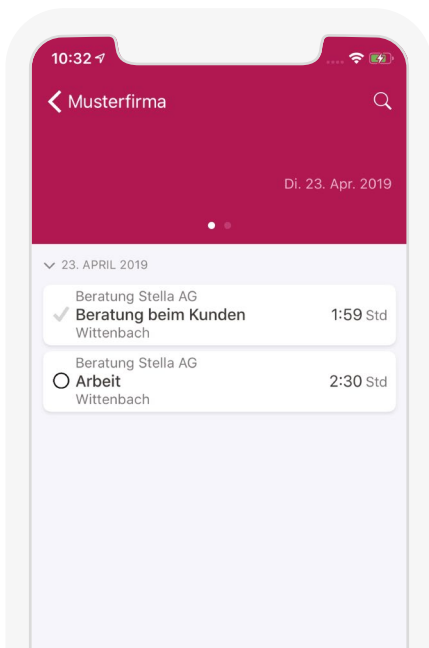 10:32
Musterfirma
Di. 23. Apr. 2019
23. APRIL 2019
Beratung Stella AG
Beratung beim Kunden 1:59 Std
Wittenbach
Beratung Stella AG
Arbeit 2:30 Std
Wittenbach